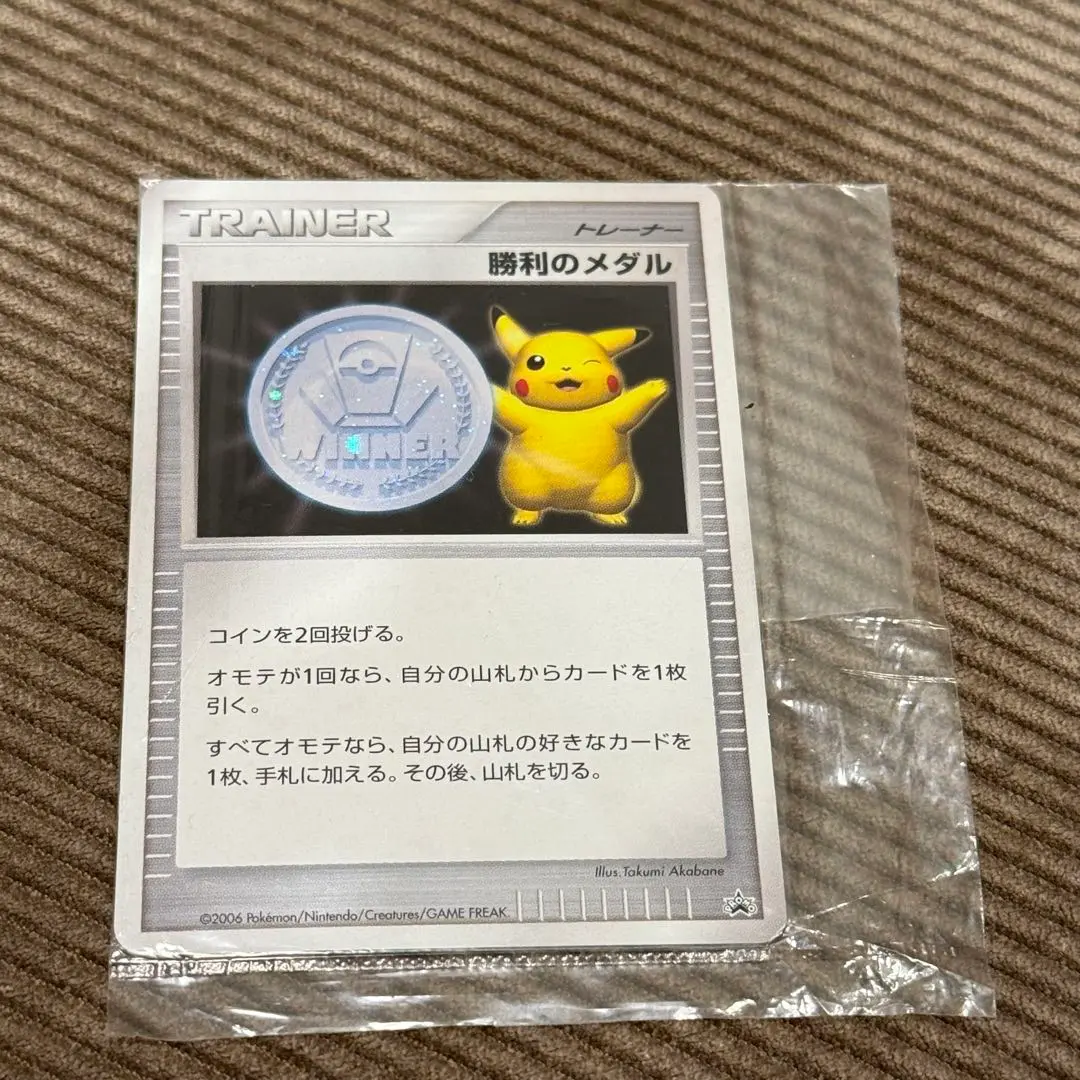 TRAINER トレーナー
勝利のメダル
WINNER
コインを2回投げる。
オモテが1回なら、自分の山札からカードを1枚
引く。
すべてオモテなら、自分の山札の好きなカードを
1枚、手札に加える。その後、山札を切る。
Illus. Takumi Akabane
©2006 Pokémon/Nintendo/Creatures/GAME FREAK.
PROMO